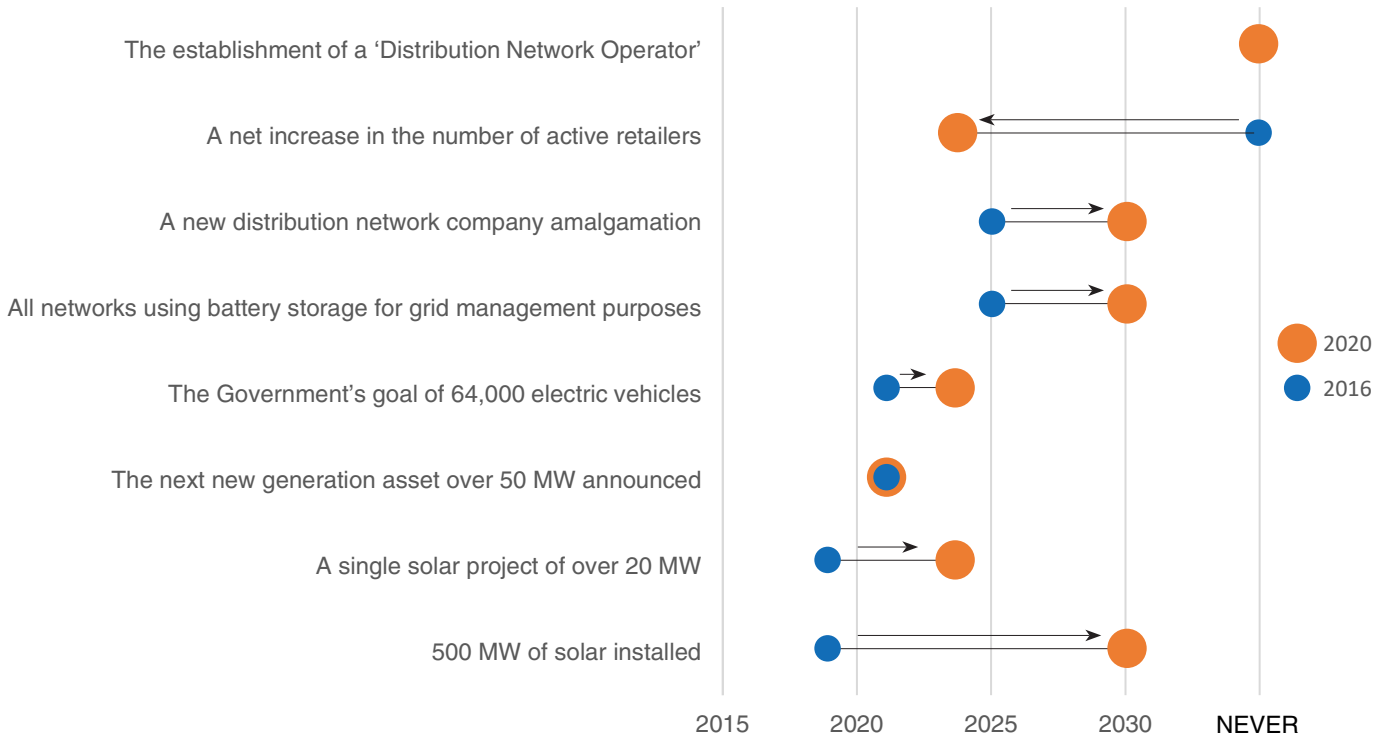 The establishment of a ‘Distribution Network Operator’
A net increase in the number of active retailers
A new distribution network company amalgamation
All networks using battery storage for grid management purposes
2020
The Government’s goal of 64,000 electric vehicles
2016
The next new generation asset over 50 MW announced
A single solar project of over 20 MW
500 MW of solar installed
2015 2020 2025 2030 NEVER